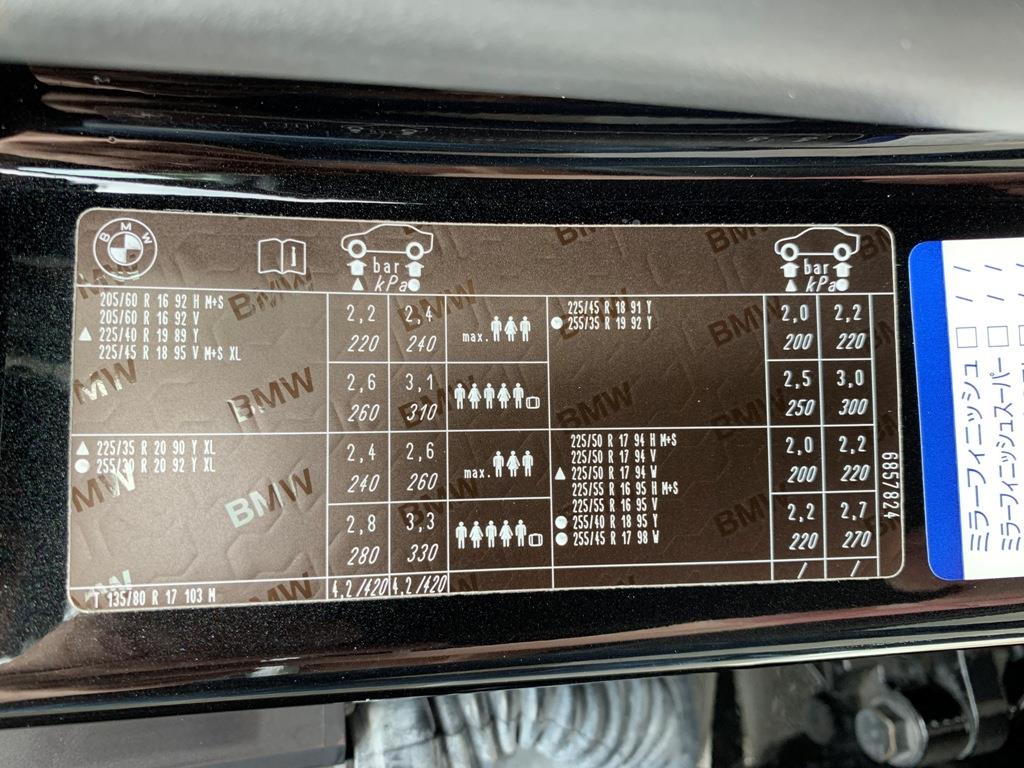 BMW
i
bar
kPa
bar
kPa
205/60 R 16 92 H M+S
205/60 R 16 92 V
225/40 R 19 89 Y
225/45 R 18 95 V M+S XL
2,2 2,4
220 240
max.
2,6 3,1
260 310
225/45 R 18 91 Y
255/35 R 19 92 Y
2,0 2,2
200 220
2,5 3,0
250 300
225/35 R 20 90 Y XL
255/30 R 20 92 Y XL
2,4 2,6
240 260
max.
2,8 3,3
280 330
225/50 R 17 94 H M+S
225/50 R 17 94 V
225/50 R 17 94 W
225/55 R 16 95 H M+S
225/55 R 16 95 V
255/40 R 18 95 Y
255/45 R 17 98 W
2,0 2,2
200 220
2,2 2,7
220 270
T 135/80 R 17 103 M
4,2/420 4,2/420
/ /
6857824
/ / □ ミラーフィニッシュ
/ / □ ミラーフィニッシュスーパー